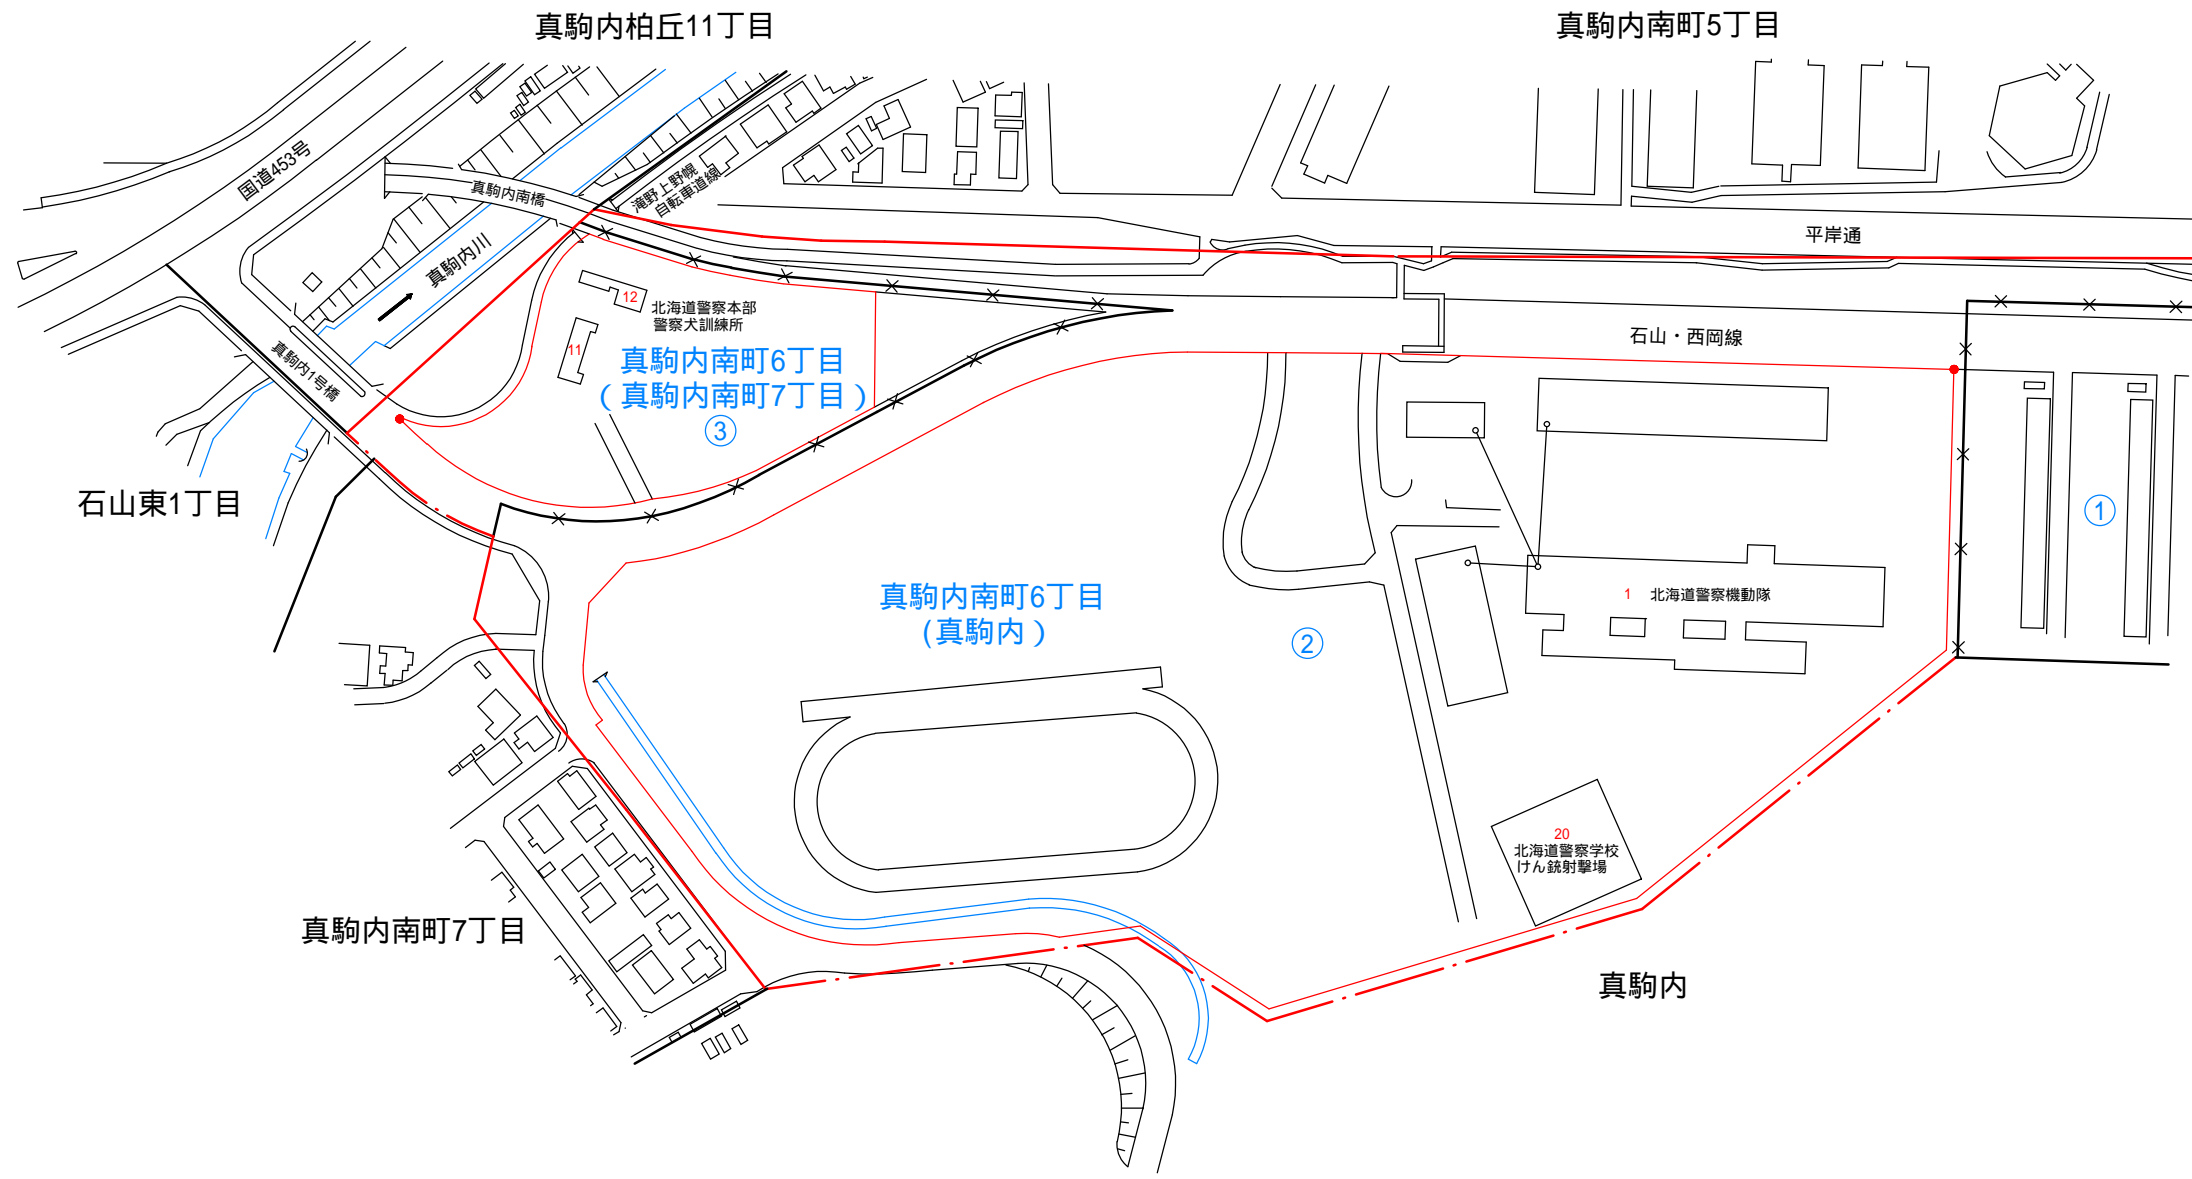 真駒内柏丘11丁目
真駒内南町5丁目
国道453号
真駒内南橋
滝野上野幌
自転車道線
真駒内川
平岸通
石山・西岡線
真駒内1号橋
12
北海道警察本部
警察犬訓練所
11
真駒内南町6丁目
(真駒内南町7丁目)
③
石山東1丁目
①
真駒内南町6丁目
(真駒内)
②
1 北海道警察機動隊
20
北海道警察学校
けん銃射撃場
真駒内南町7丁目
真駒内